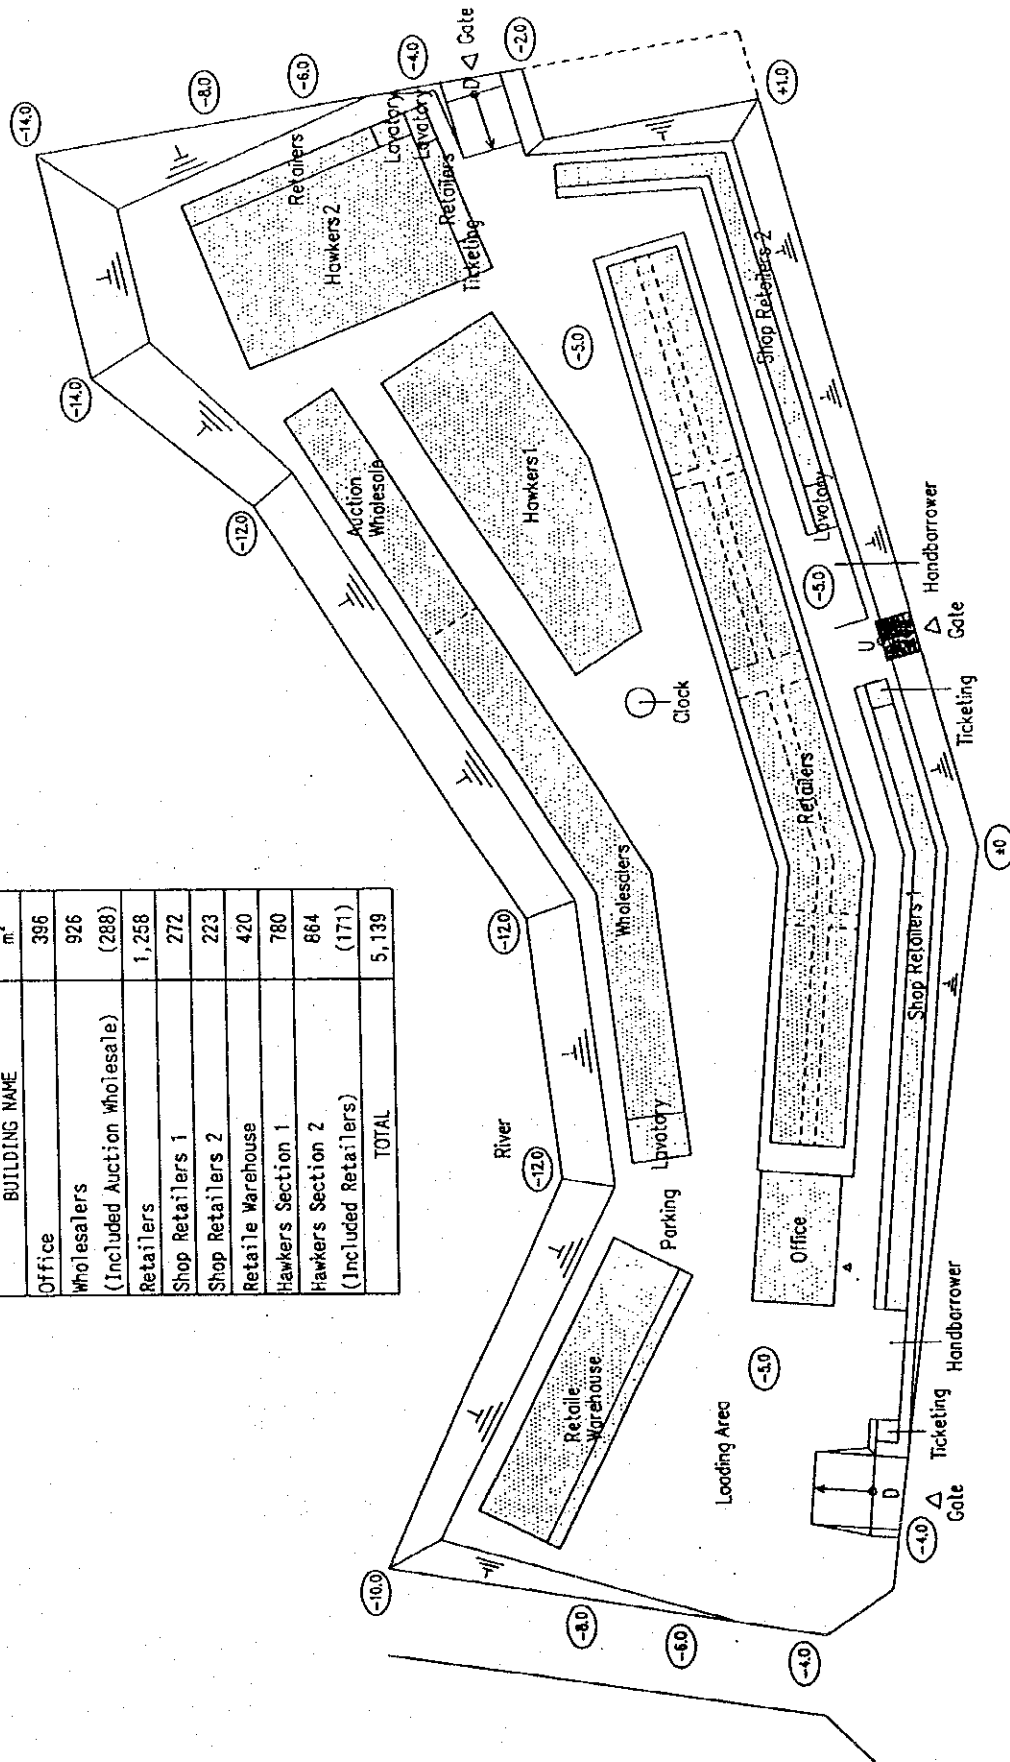 BUILDING NAME m²
Office 396
Wholesalers 926
(Included Auction Wholesale) (288)
Retailers 1,258
Shop Retailers 1 272
Shop Retailers 2 223
Retaile Warehouse 420
Hawkers Section 1 780
Hawkers Section 2 864
(Included Retailers) (171)
TOTAL 5,139
-10.0
-8.0
-6.0
-4.0
Retaile
Warehouse
Parking
Loading Area
-5.0
D
-4.0
Gate
Ticketing
Handbarrower
River
-12.0
-12.0
-12.0
-14.0
-14.0
Lavatory
Wholesalers
Auction
Wholesale
Office
Retailers
Shop Retailers 1
±0
Clock
Hawkers 1
Ticketing
U
Gate
Handbarrower
-5.0
Lavatory
Shop Retailers 2
-5.0
Hawkers 2
Retailers
Ticketing
Retailers
Lavatory
Lavatory
D
Gate
-8.0
-6.0
-4.0
-2.0
+1.0